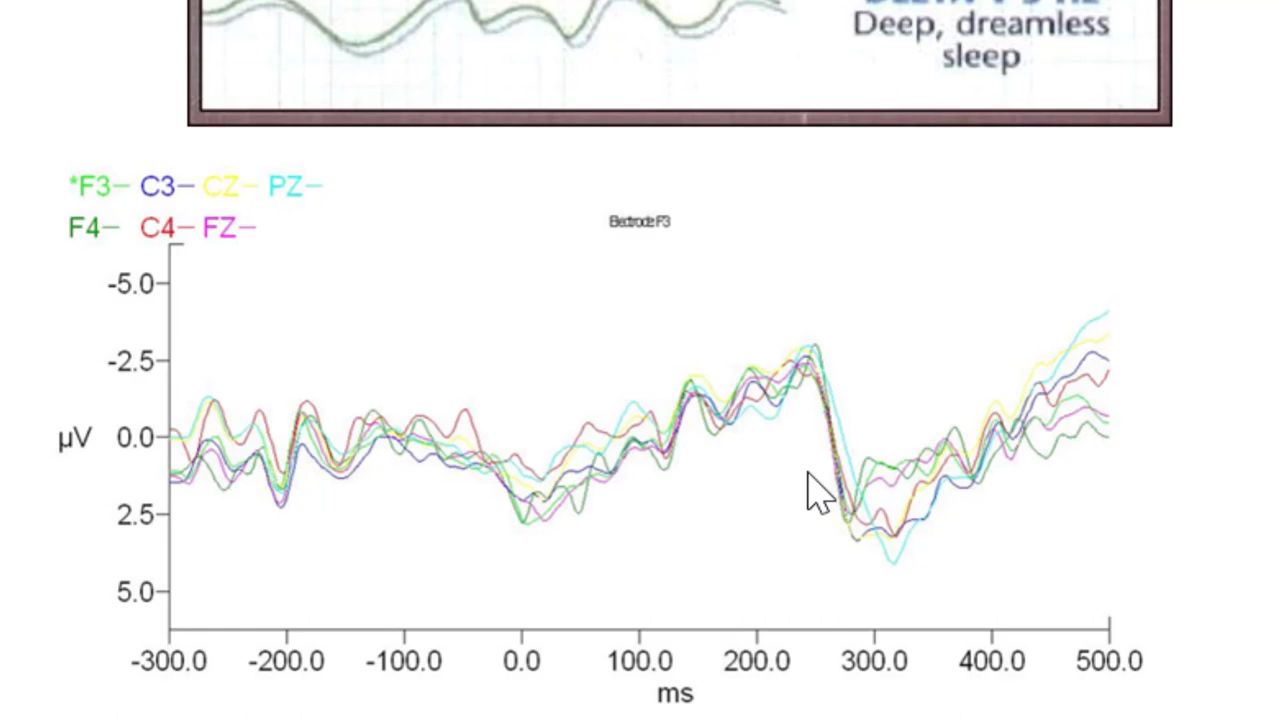 Deep, dreamless
sleep
*F3— C3— CZ— PZ—
F4— C4— FZ—
Electrode F3
-5.0
-2.5
µV
0.0
2.5
5.0
-300.0 -200.0 -100.0 0.0 100.0 200.0 300.0 400.0 500.0
ms